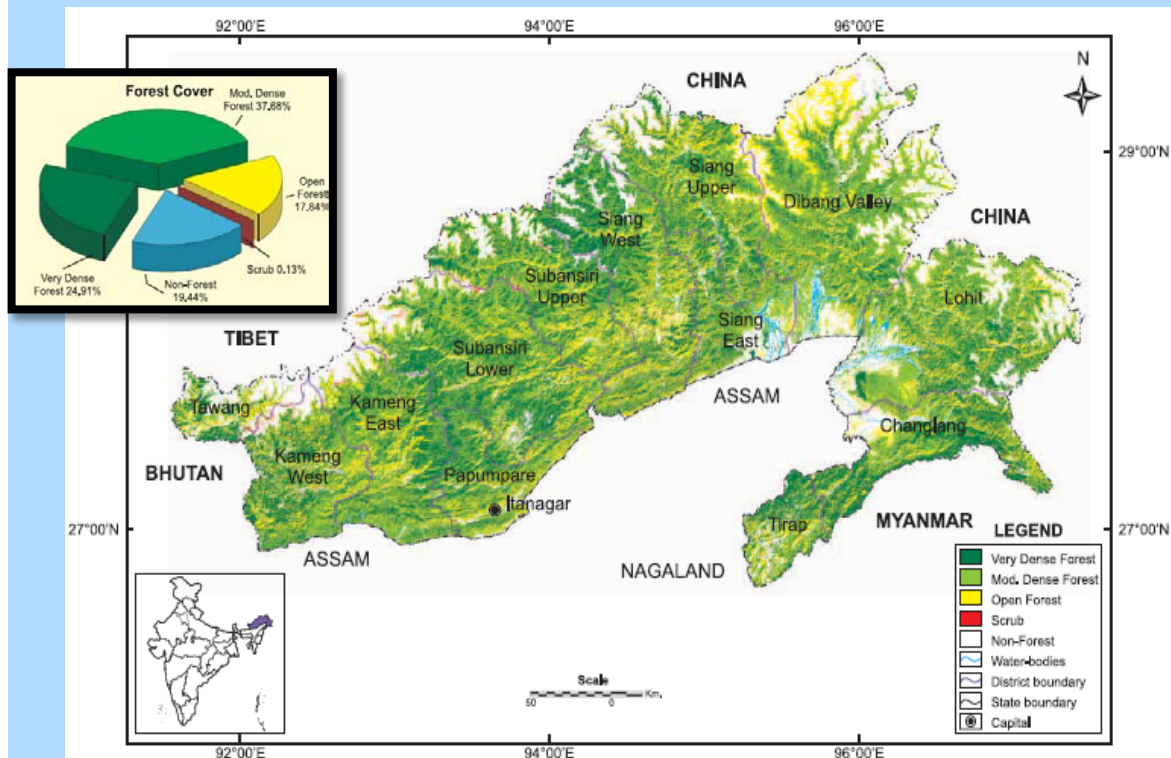 92°00'E
94°00'E
96°00'E
N
Forest Cover
Mod. Dense
Forest 37.68%
Open
Forest
17.84%
Scrub 0.13%
Non-Forest
19.44%
Very Dense
Forest 24.91%
CHINA
29°00'N
29°00'N
Siang
Upper
Dibang Valley
CHINA
Siang
West
Subansiri
Upper
Lohit
Siang
East
TIBET
Subansiri
Lower
ASSAM
Tawang
Kameng
East
Changlang
BHUTAN
Kameng
West
Papumpare
Itanagar
27°00'N
Tirap
MYANMAR
27°00'N
ASSAM
NAGALAND
LEGEND
Very Dense Forest
Mod. Dense Forest
Open Forest
Scrub
Non-Forest
Water-bodies
District boundary
State boundary
Capital
Scale
50
0
Km.
92°00'E
94°00'E
96°00'E